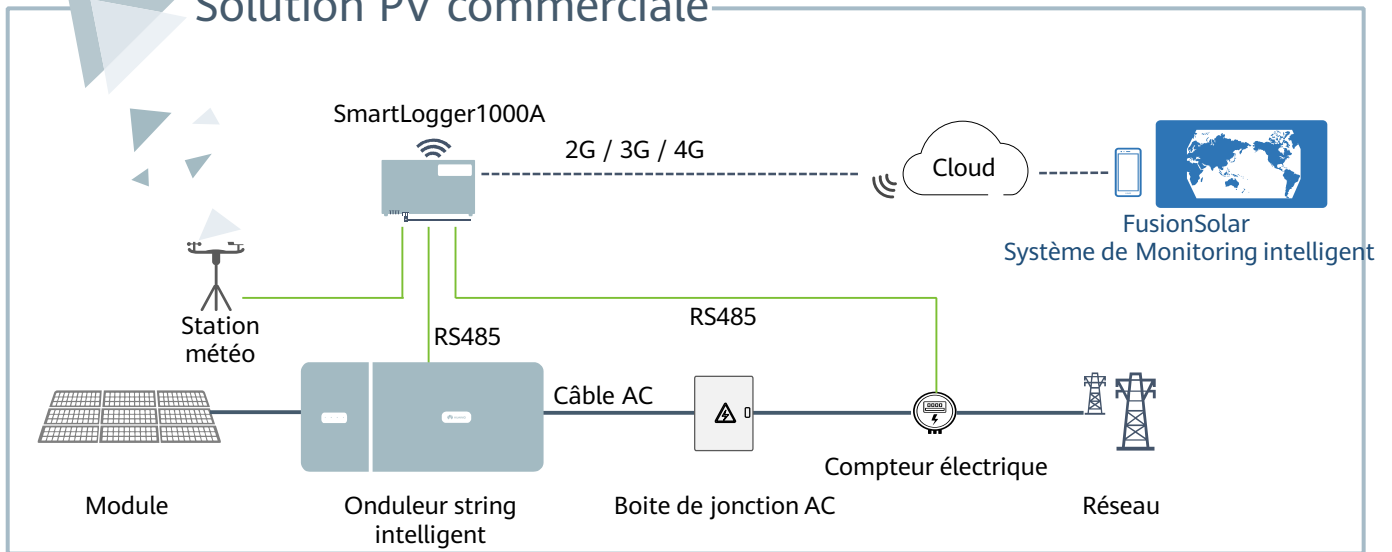 Solution PV commerciale
SmartLogger1000A
2G / 3G / 4G
Cloud
FusionSolar
Système de Monitoring intelligent
Station
météo
RS485
RS485
Câble AC
Compteur électrique
Module
Onduleur string
intelligent
Boite de jonction AC
Réseau